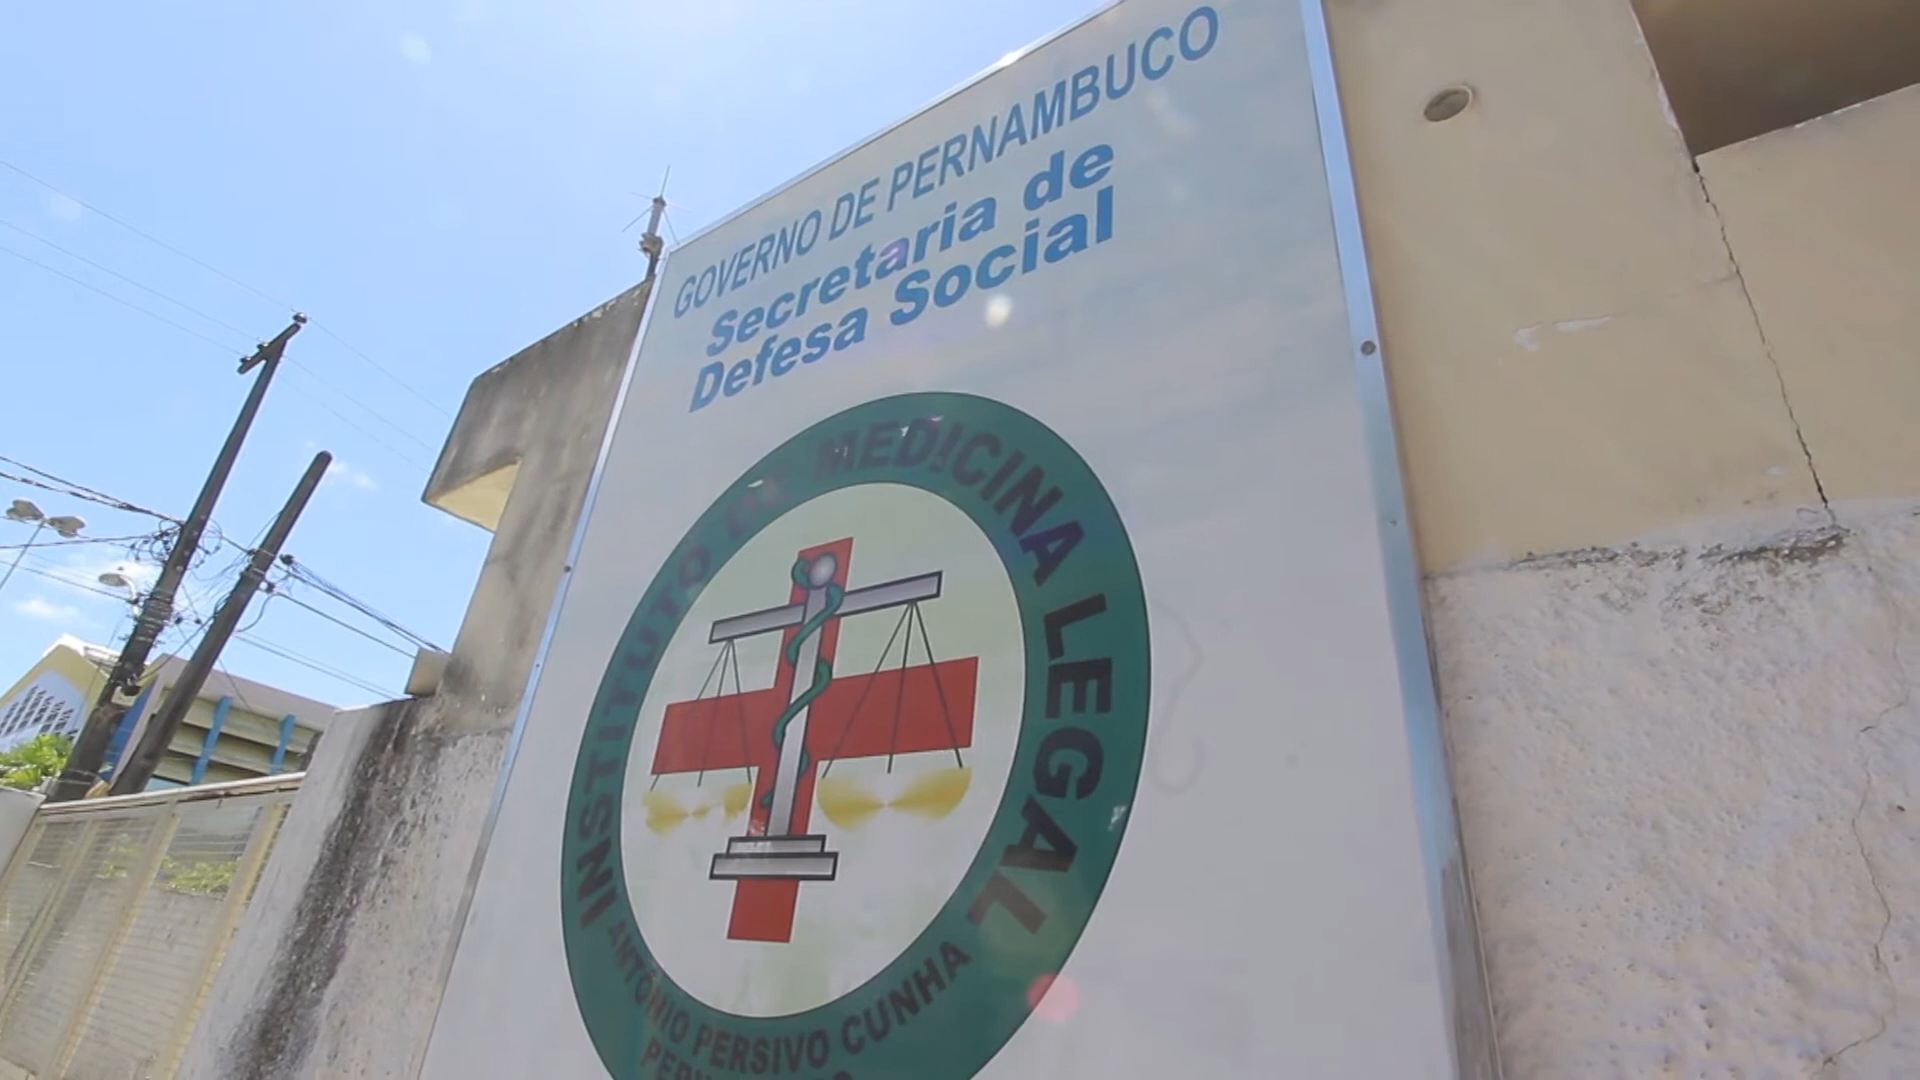 GOVERNO DE PERNAMBUCO
Secretaria de
Defesa Social
INSTITUTO DE MEDICINA LEGAL
ANTÔNIO PERSIVO CUNHA